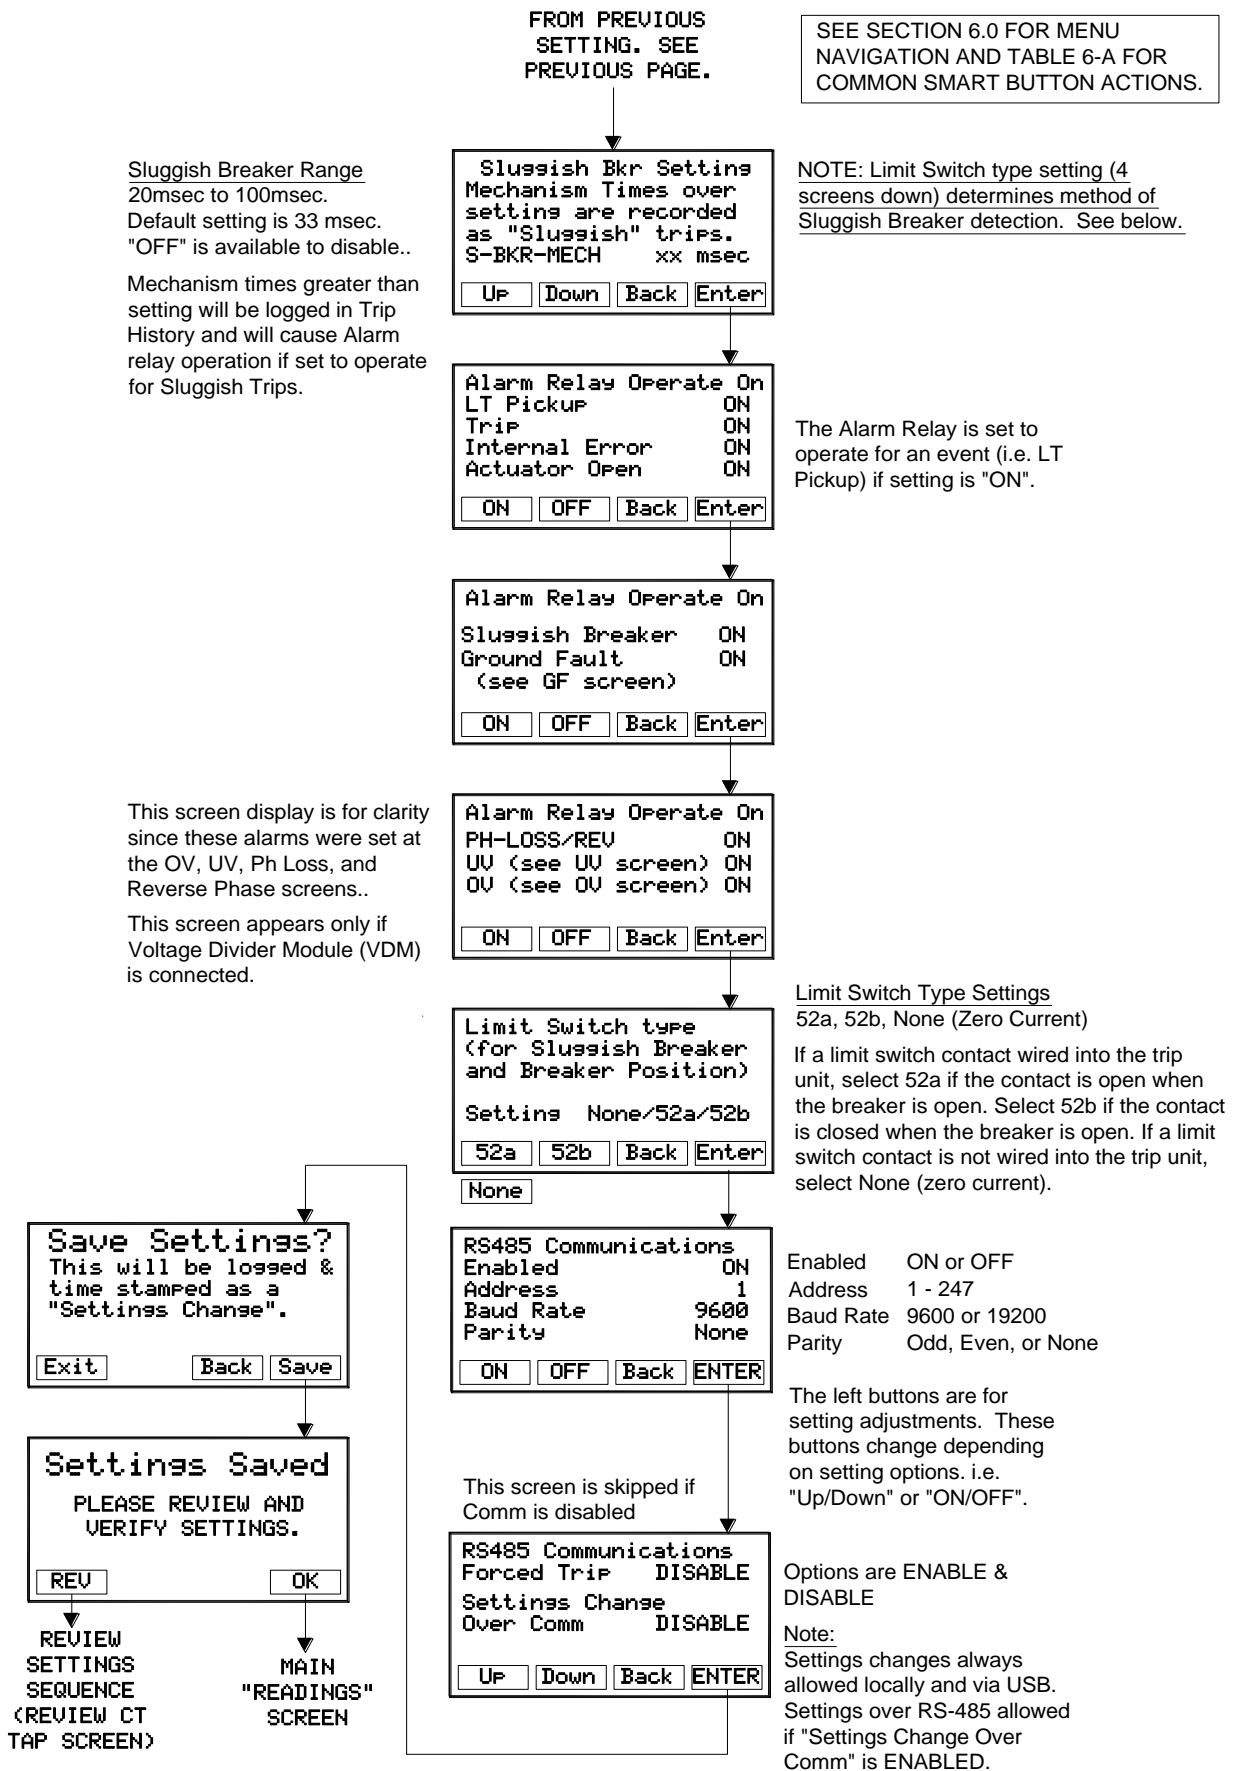 FROM PREVIOUS
SETTING. SEE
PREVIOUS PAGE.
SEE SECTION 6.0 FOR MENU
NAVIGATION AND TABLE 6-A FOR
COMMON SMART BUTTON ACTIONS.
Sluggish Breaker Range
20msec to 100msec.
Default setting is 33 msec.
"OFF" is available to disable..
Mechanism times greater than
setting will be logged in Trip
History and will cause Alarm
relay operation if set to operate
for Sluggish Trips.
Sluggish Bkr Setting
Mechanism Times over
setting are recorded
as "Sluggish" trips.
S-BKR-MECH xx msec
Up Down Back Enter
NOTE: Limit Switch type setting (4
screens down) determines method of
Sluggish Breaker detection. See below.
Alarm Relay Operate On
LT Pickup ON
Trip ON
Internal Error ON
Actuator Open ON
ON OFF Back Enter
The Alarm Relay is set to
operate for an event (i.e. LT
Pickup) if setting is "ON".
Alarm Relay Operate On
Sluggish Breaker ON
Ground Fault ON
(see GF screen)
ON OFF Back Enter
This screen display is for clarity
since these alarms were set at
the OV, UV, Ph Loss, and
Reverse Phase screens..
This screen appears only if
Voltage Divider Module (VDM)
is connected.
Alarm Relay Operate On
PH-LOSS/REV ON
UV (see UV screen) ON
OV (see OV screen) ON
ON OFF Back Enter
Limit Switch type
(for Sluggish Breaker
and Breaker Position)
Setting None/52a/52b
52a 52b Back Enter
None
Limit Switch Type Settings
52a, 52b, None (Zero Current)
If a limit switch contact wired into the trip
unit, select 52a if the contact is open when
the breaker is open. Select 52b if the contact
is closed when the breaker is open. If a limit
switch contact is not wired into the trip unit,
select None (zero current).
RS485 Communications
Enabled ON
Address 1
Baud Rate 9600
Parity None
ON OFF Back ENTER
Enabled ON or OFF
Address 1 - 247
Baud Rate 9600 or 19200
Parity Odd, Even, or None
The left buttons are for
setting adjustments. These
buttons change depending
on setting options. i.e.
"Up/Down" or "ON/OFF".
This screen is skipped if
Comm is disabled
RS485 Communications
Forced Trip DISABLE
Settings Change
Over Comm DISABLE
Up Down Back ENTER
Options are ENABLE &
DISABLE
Note:
Settings changes always
allowed locally and via USB.
Settings over RS-485 allowed
if "Settings Change Over
Comm" is ENABLED.
Save Settings?
This will be logged &
time stamped as a
"Settings Change".
Exit Back Save
Settings Saved
PLEASE REVIEW AND
VERIFY SETTINGS.
REV OK
REVIEW
SETTINGS
SEQUENCE
(REVIEW CT
TAP SCREEN)
MAIN
"READINGS"
SCREEN